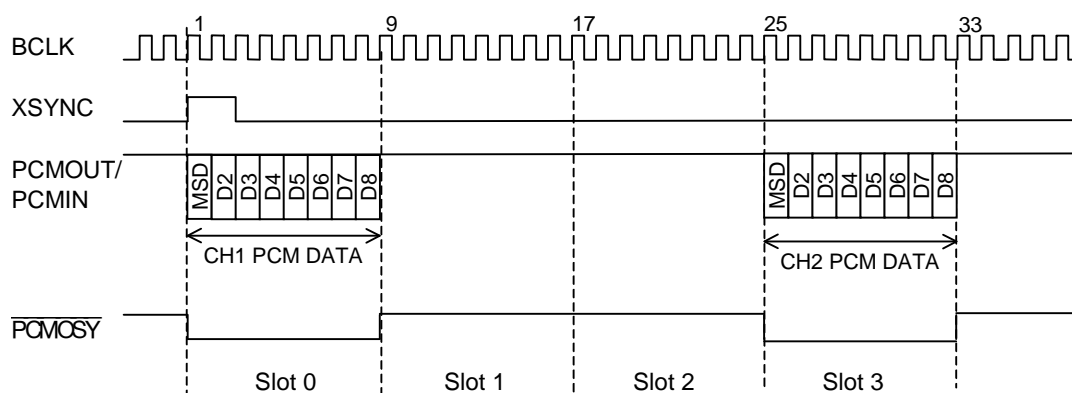 1 9 17 25 33
BCLK
XSYNC
PCMOUT/
PCMIN
MSD D2 D3 D4 D5 D6 D7 D8
MSD D2 D3 D4 D5 D6 D7 D8
CH1 PCM DATA
CH2 PCM DATA
PCMOSY
Slot 0 Slot 1 Slot 2 Slot 3